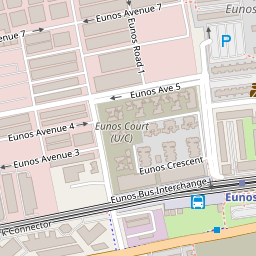 Eunos Avenue 7
Eunos
Eunos Avenue 7
Eunos Road 1
P
Eunos Ave 5
Eunos Avenue 4
Eunos Court
(U/C)
Eunos Avenue 3
Eunos Crescent
Eunos Bus Interchange
Eunos
k Connector